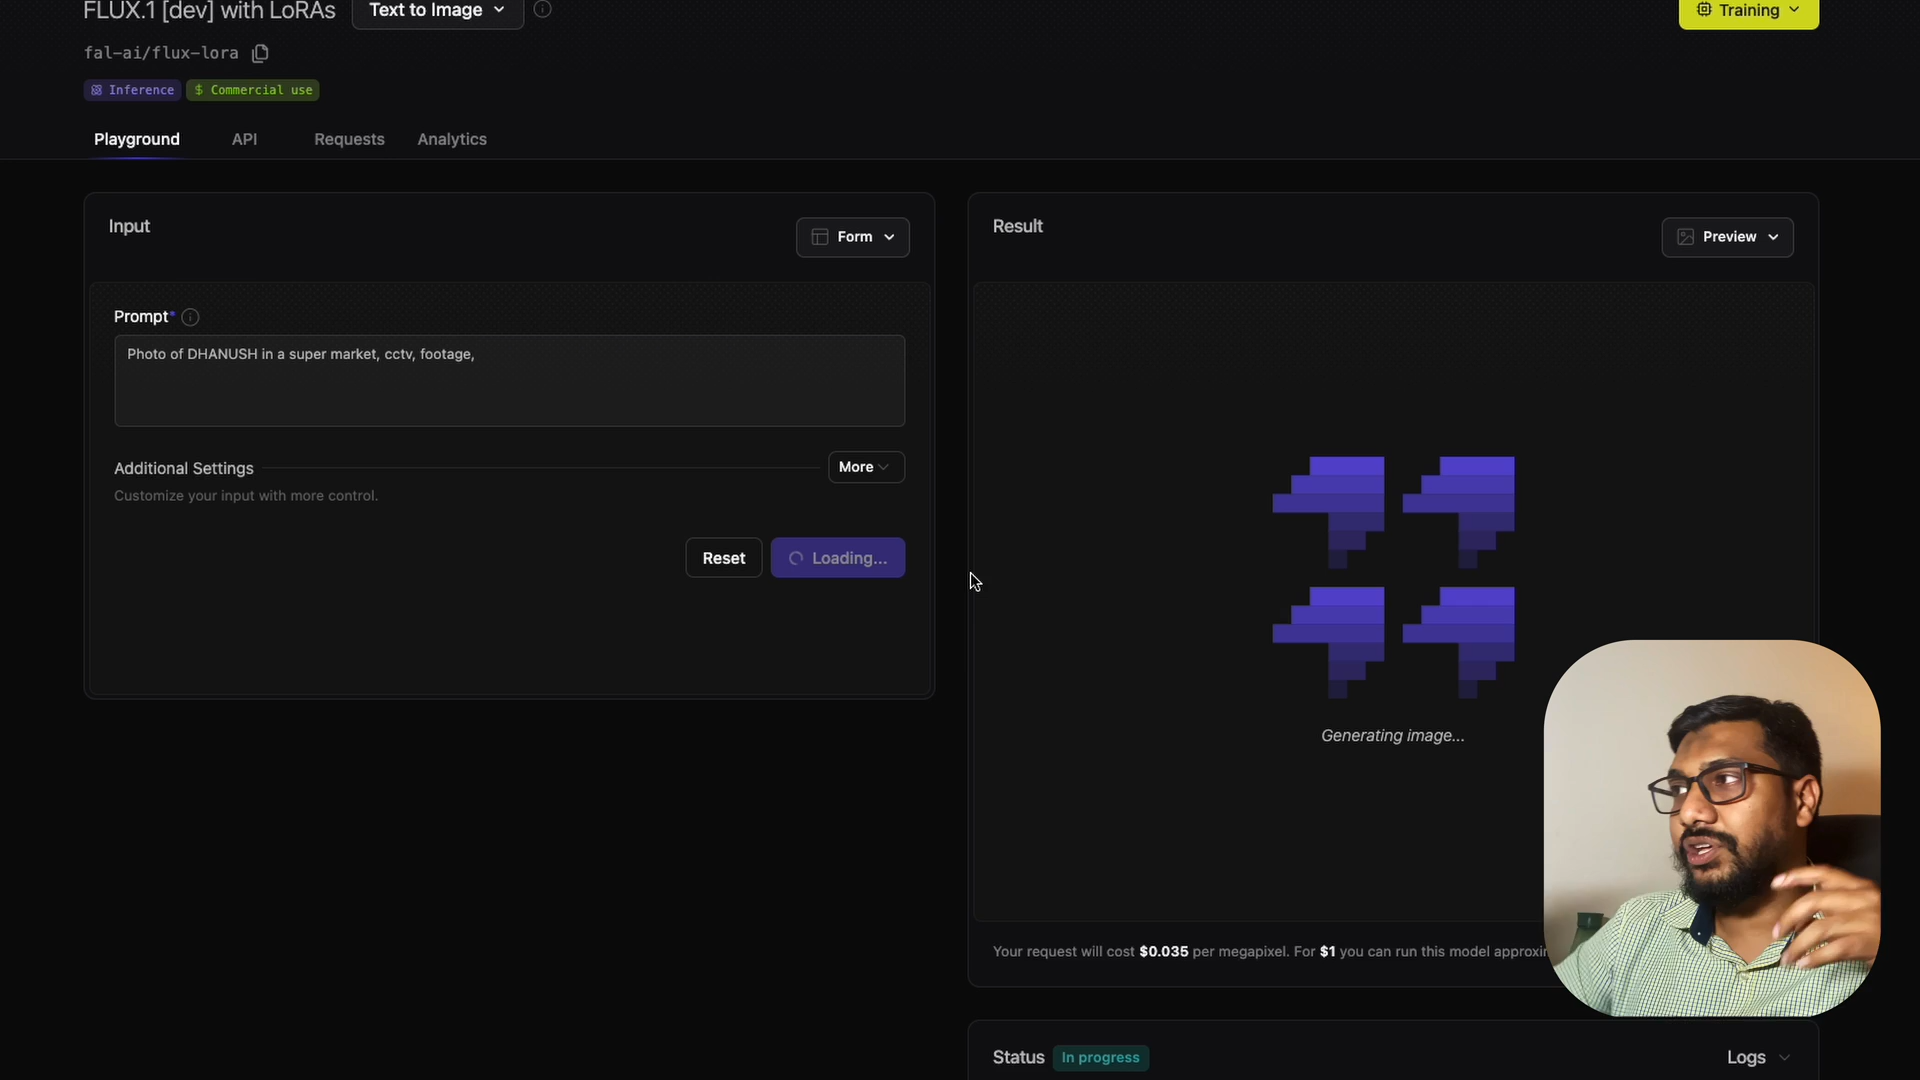 FLUX.1 [dev] with LoRAs
Text to Image
Training
fal-ai/flux-lora
Inference
$ Commercial use
Playground
API
Requests
Analytics
Input
Form
Prompt*
Photo of DHANUSH in a super market, cctv, footage,
Additional Settings
More
Customize your input with more control.
Reset
Loading...
Result
Preview
Generating image...
Your request will cost $0.035 per megapixel. For $1 you can run this model
Status
In progress
Logs